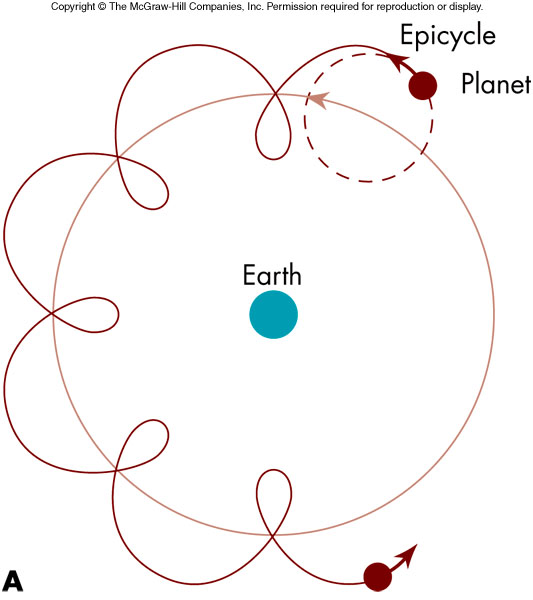 Copyright © The McGraw-Hill Companies, Inc. Permission required for reproduction or display.
Epicycle
Planet
Earth
A